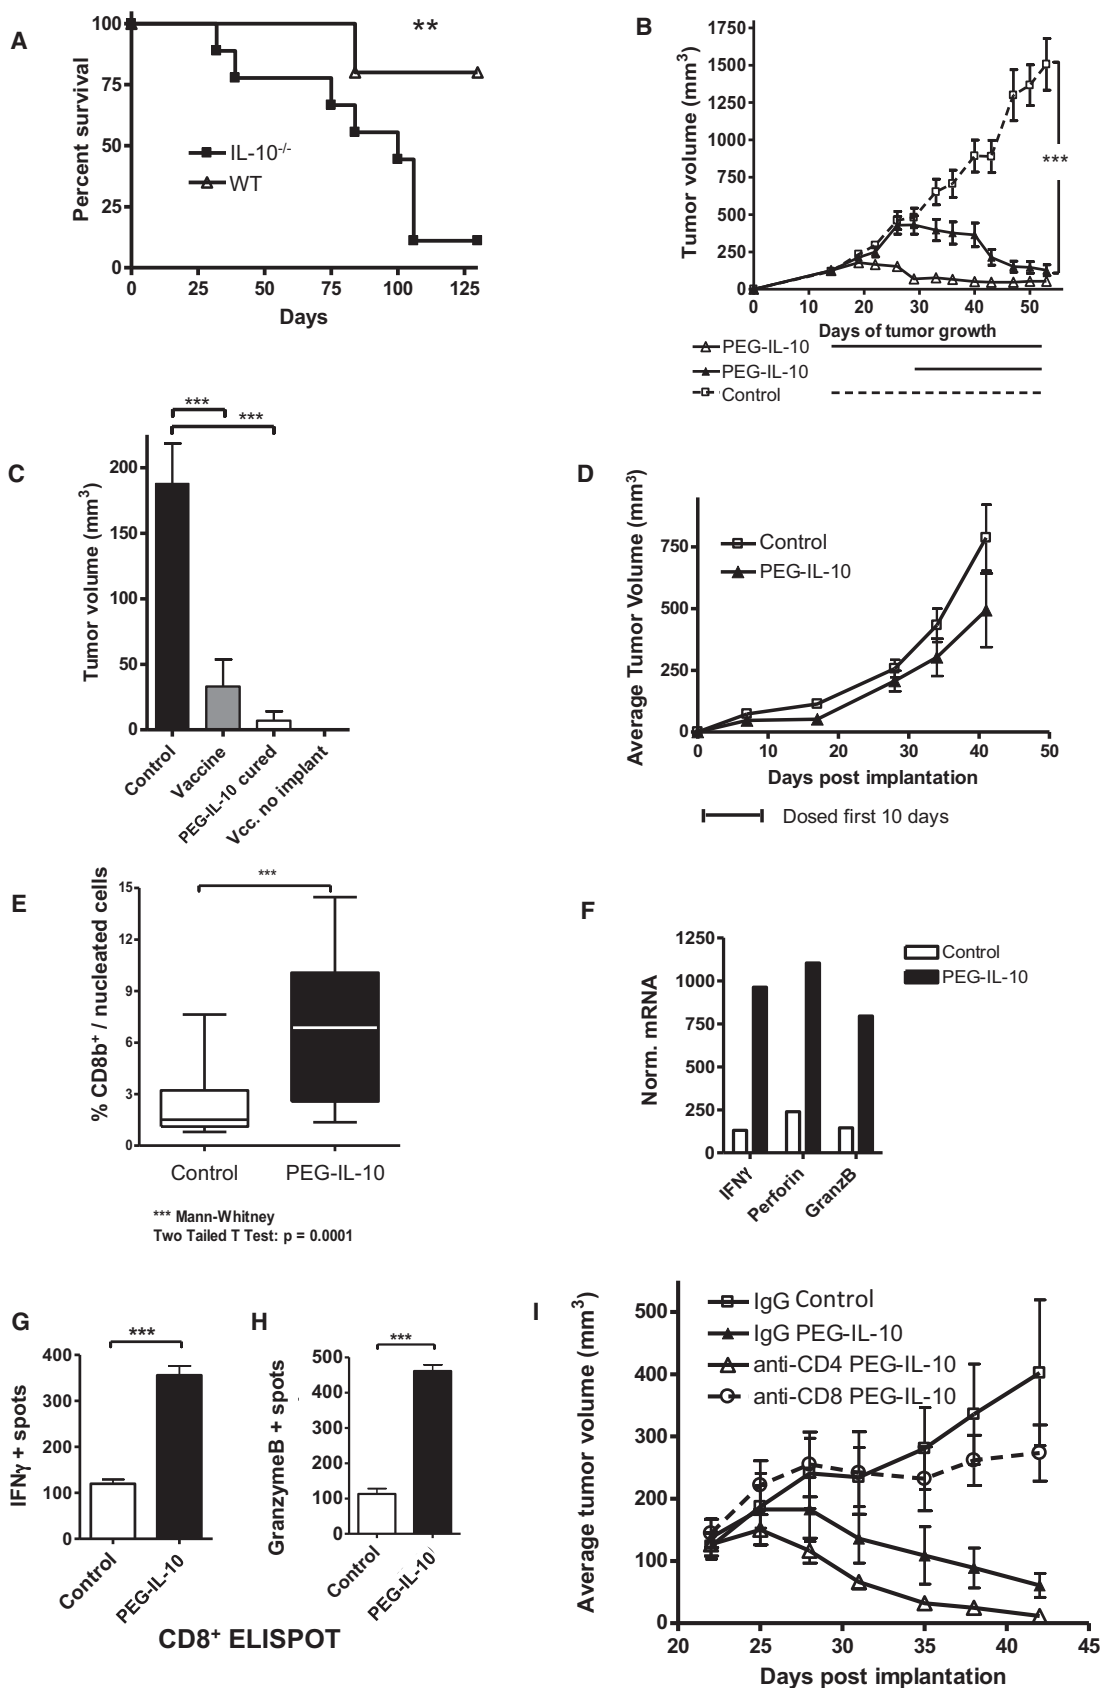 A
**
100
75
50
25
0
Percent survival
IL-10-/-
WT
0 25 50 75 100 125
Days
B
1750
1500
1250
1000
750
500
250
0
Tumor volume (mm3)
***
0 10 20 30 40 50
Days of tumor growth
PEG-IL-10
PEG-IL-10
Control
C
***
***
200
150
100
50
0
Tumor volume (mm3)
Control
Vaccine
PEG-IL-10 cured
Vcc. no implant
D
750
500
250
0
Average Tumor Volume (mm3)
Control
PEG-IL-10
0 10 20 30 40 50
Days post implantation
Dosed first 10 days
E
***
15
12
9
6
3
0
% CD8b+ / nucleated cells
Control PEG-IL-10
*** Mann-Whitney
Two Tailed T Test: p = 0.0001
F
1250
1000
750
500
250
0
Norm. mRNA
Control
PEG-IL-10
IFNγ
Perforin
GranzB
G
***
400
300
200
100
0
IFNγ + spots
Control
PEG-IL-10
H
***
500
400
300
200
100
0
GranzymeB + spots
Control
PEG-IL-10
CD8+ ELISPOT
I
500
400
300
200
100
0
Average tumor volume (mm3)
IgG Control
IgG PEG-IL-10
anti-CD4 PEG-IL-10
anti-CD8 PEG-IL-10
20 25 30 35 40 45
Days post implantation